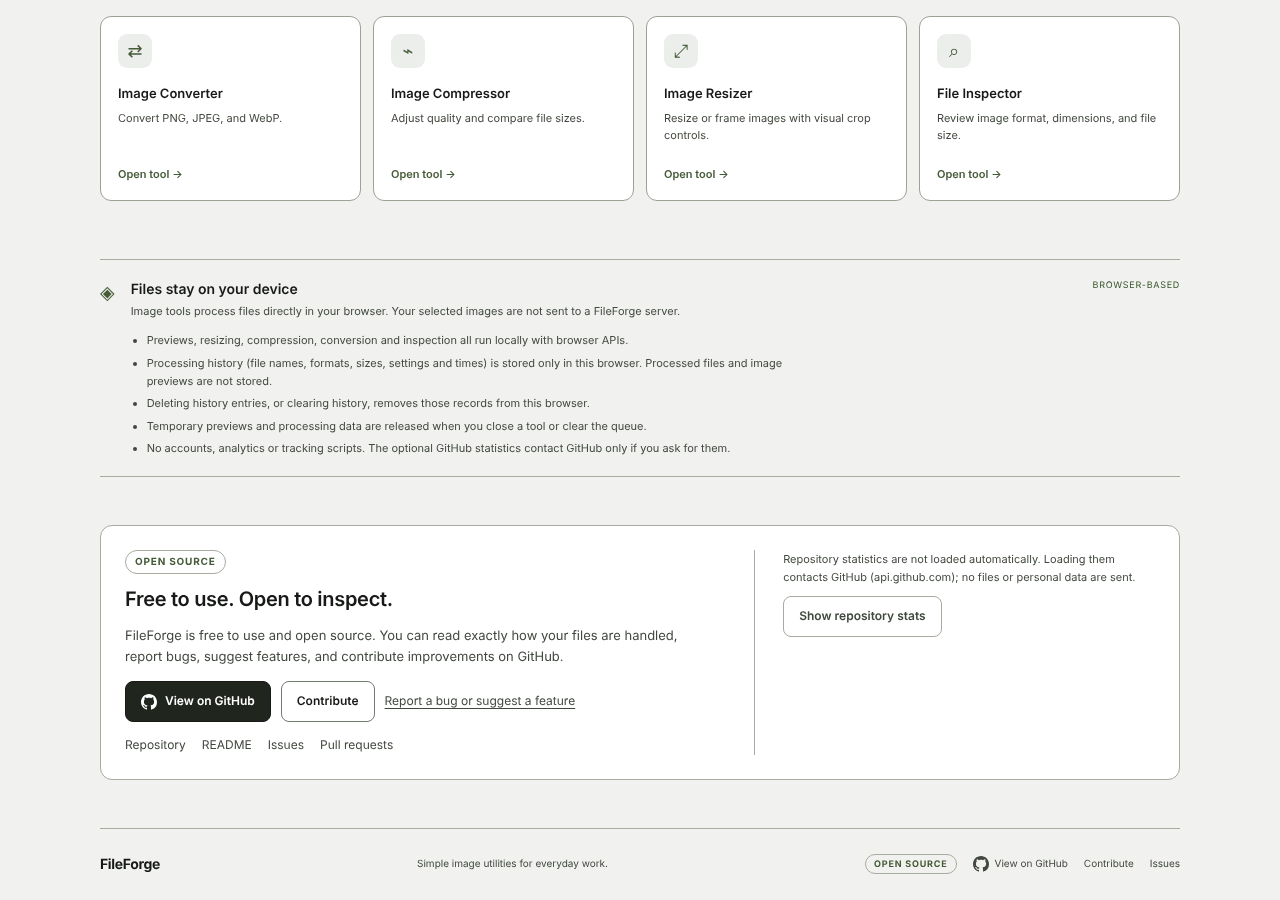 Image Converter
Convert PNG, JPEG, and WebP.
Open tool →
Image Compressor
Adjust quality and compare file sizes.
Open tool →
Image Resizer
Resize or frame images with visual crop
controls.
Open tool →
File Inspector
Review image format, dimensions, and file
size.
Open tool →
Files stay on your device
BROWSER-BASED
Image tools process files directly in your browser. Your selected images are not sent to a FileForge server.
• Previews, resizing, compression, conversion and inspection all run locally with browser APIs.
• Processing history (file names, formats, sizes, settings and times) is stored only in this browser. Processed files and image
previews are not stored.
• Deleting history entries, or clearing history, removes those records from this browser.
• Temporary previews and processing data are released when you close a tool or clear the queue.
• No accounts, analytics or tracking scripts. The optional GitHub statistics contact GitHub only if you ask for them.
OPEN SOURCE
Free to use. Open to inspect.
FileForge is free to use and open source. You can read exactly how your files are handled,
report bugs, suggest features, and contribute improvements on GitHub.
View on GitHub
Contribute
Report a bug or suggest a feature
Repository README Issues Pull requests
Repository statistics are not loaded automatically. Loading them
contacts GitHub (api.github.com); no files or personal data are sent.
Show repository stats
FileForge
Simple image utilities for everyday work.
OPEN SOURCE
View on GitHub
Contribute
Issues